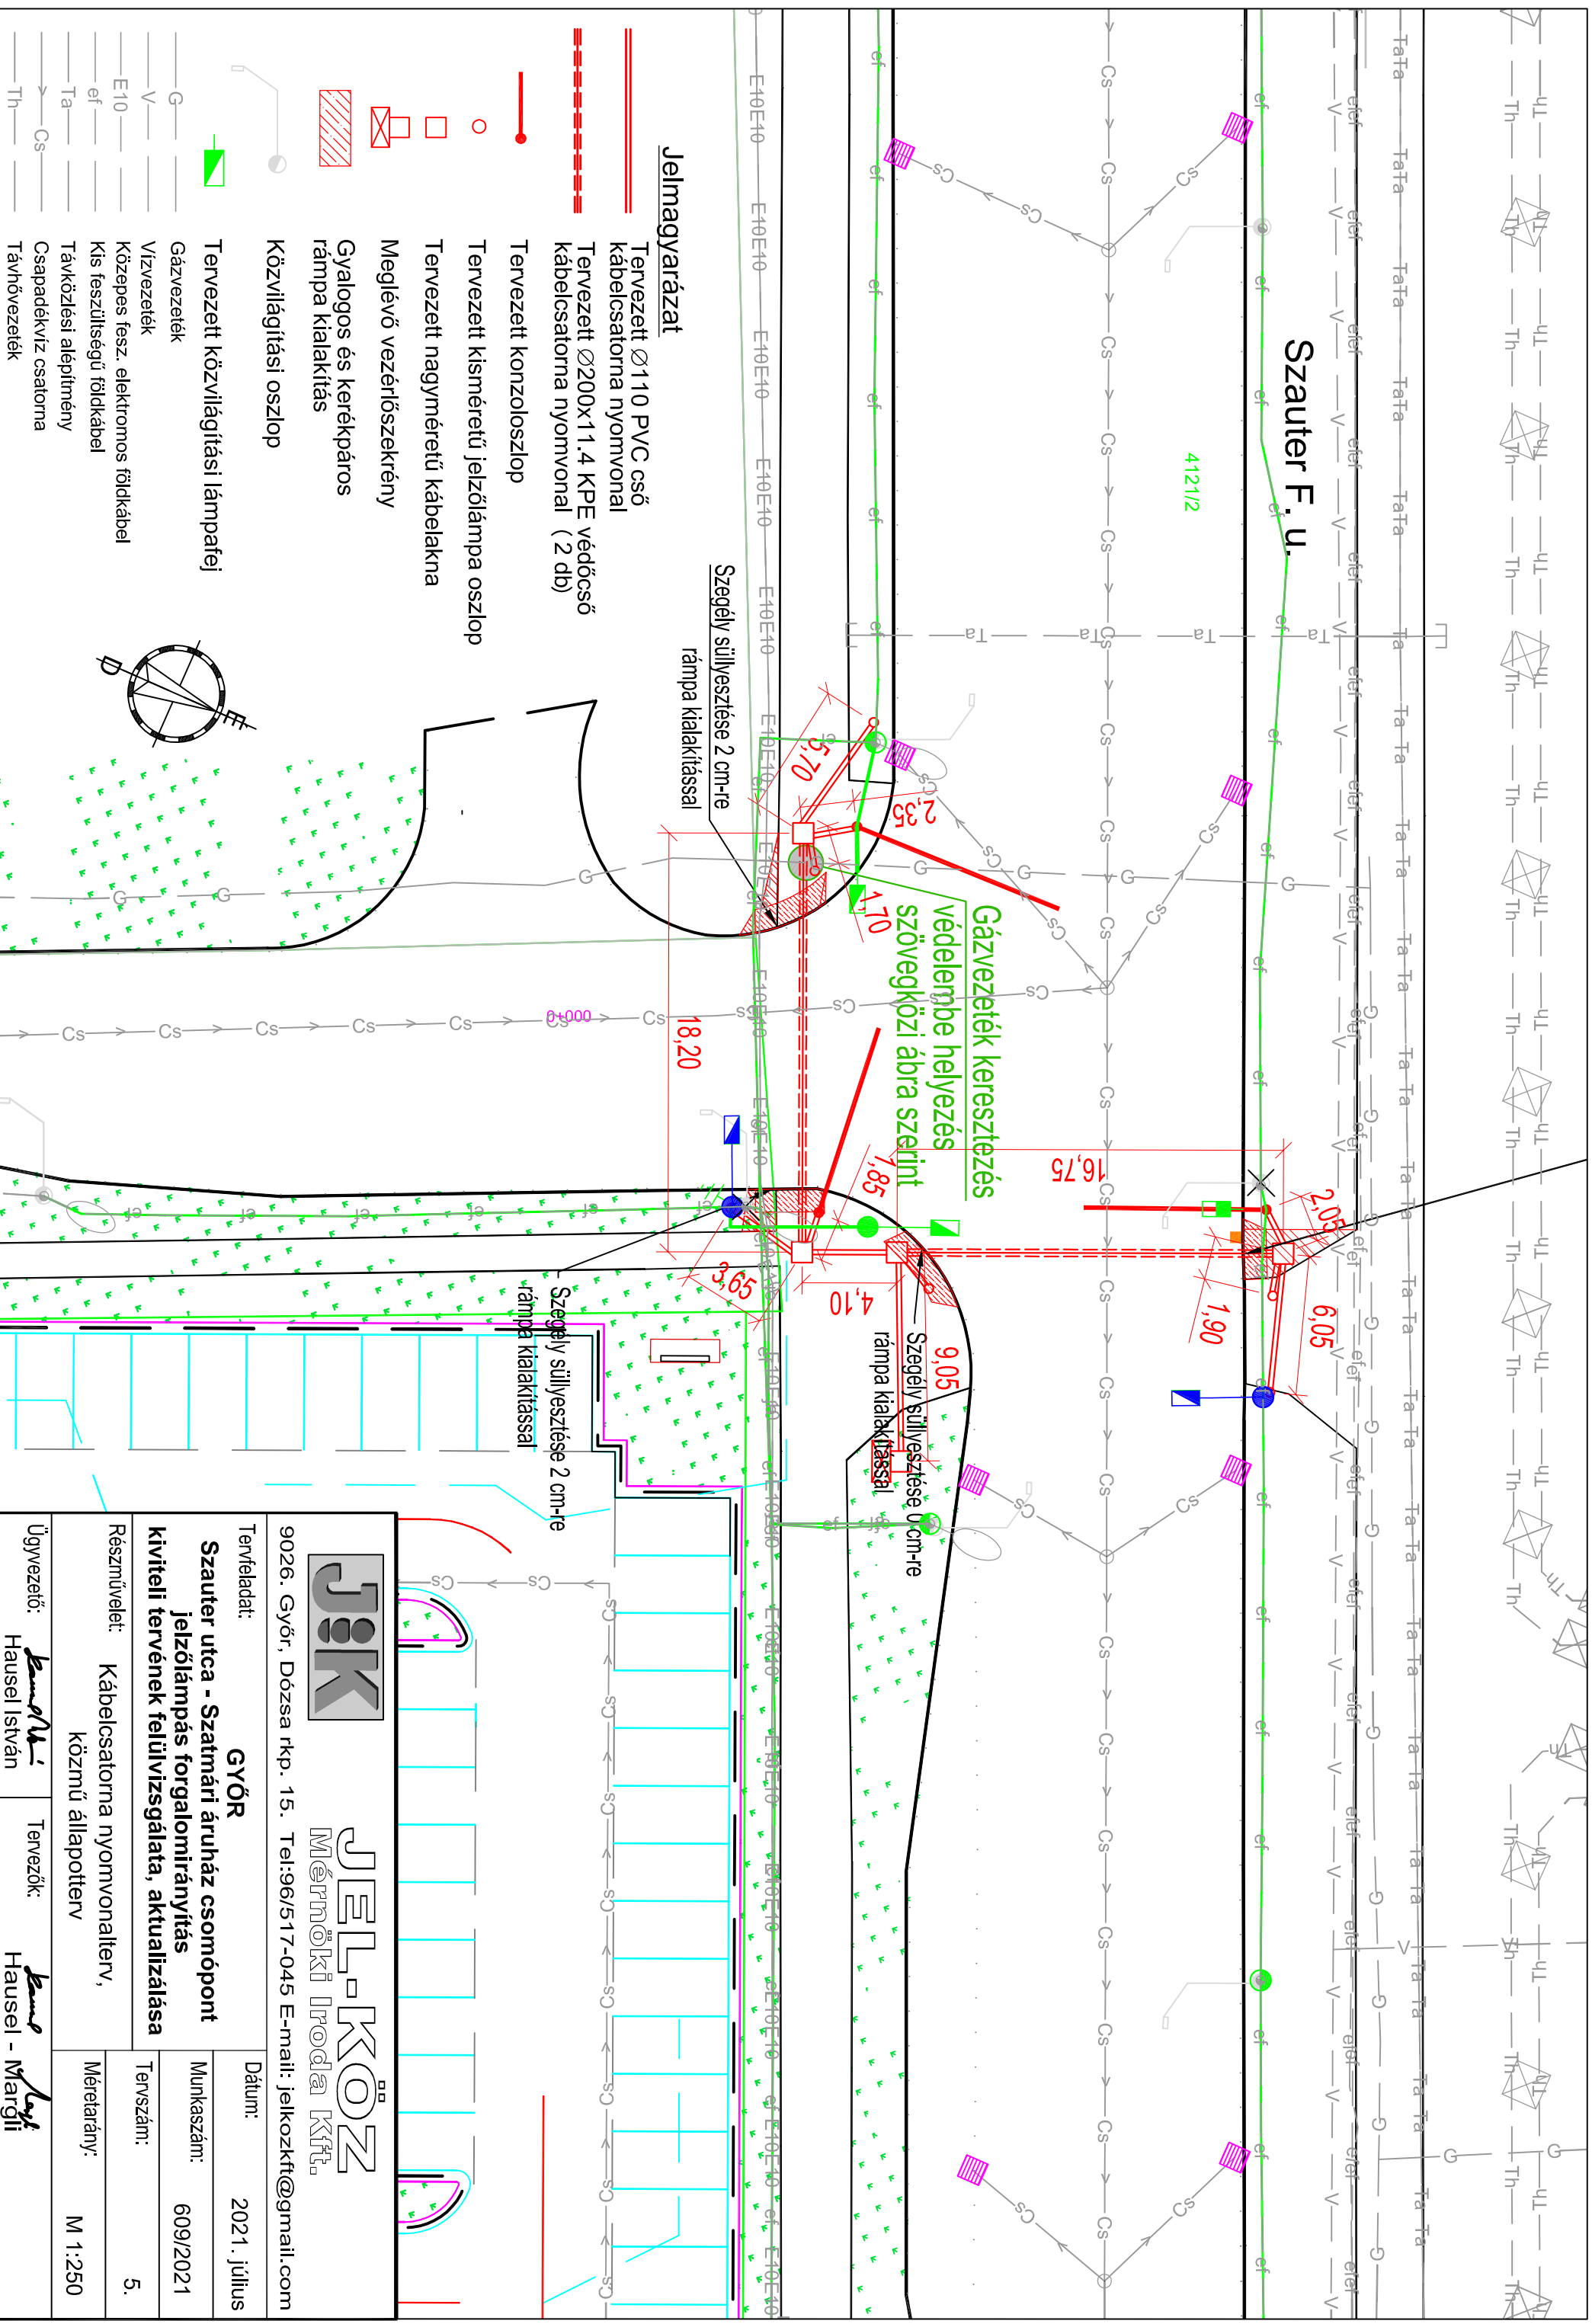 Szauter F. u.
4121/2
Jelmagyarázat
Tervezett Ø110 PVC cső
kábelcsatorna nyomvonal
Tervezett Ø200x11.4 KPE védőcső
kábelcsatorna nyomvonal ( 2 db)
Tervezett konzoloszlop
Tervezett kisméretű jelzőlámpa oszlop
Tervezett nagyméretű kábelakna
Meglévő vezérlőszekrény
Gyalogos és kerékpáros
rámpa kialakítás
Közvilágítási oszlop
Tervezett közvilágítási lámpafej
G
Gázvezeték
V
Vízvezeték
E10
Közepes fesz. elektromos földkábel
ef
Kis feszültségű földkábel
Ta
Távközlési alépítmény
Cs
Csapadékvíz csatorna
Th
Távhővezeték
D
É
Szegély süllyesztése 2 cm-re
rámpa kialakítással
Gázvezeték keresztezés
védelembe helyezés
szövegközi ábra szerint
Szegély süllyesztése 2 cm-re
rámpa kialakítással
Szegély süllyesztése 0 cm-re
rámpa kialakítással
5,70
2,35
1,70
18,20
1,85
16,75
2,05
1,90
6,05
3,65
4,10
9,05
0+000
J K
JEL-KÖZ
Mérnöki Iroda Kft.
9026. Győr, Dózsa rkp. 15. Tel:96/517-045 E-mail: jelkozkft@gmail.com
Tervfeladat:
GYŐR
Szauter utca - Szatmári áruház csomópont
jelzőlámpás forgalomirányítás
kiviteli tervének felülvizsgálata, aktualizálása
Dátum:
2021. július
Munkaszám:
609/2021
Részművelet:
Kábelcsatorna nyomvonalterv,
közmű állapotterv
Tervszám:
5.
Méretarány:
M 1:250
Ügyvezető:
Hausel István
Tervezők:
Hausel - Margli